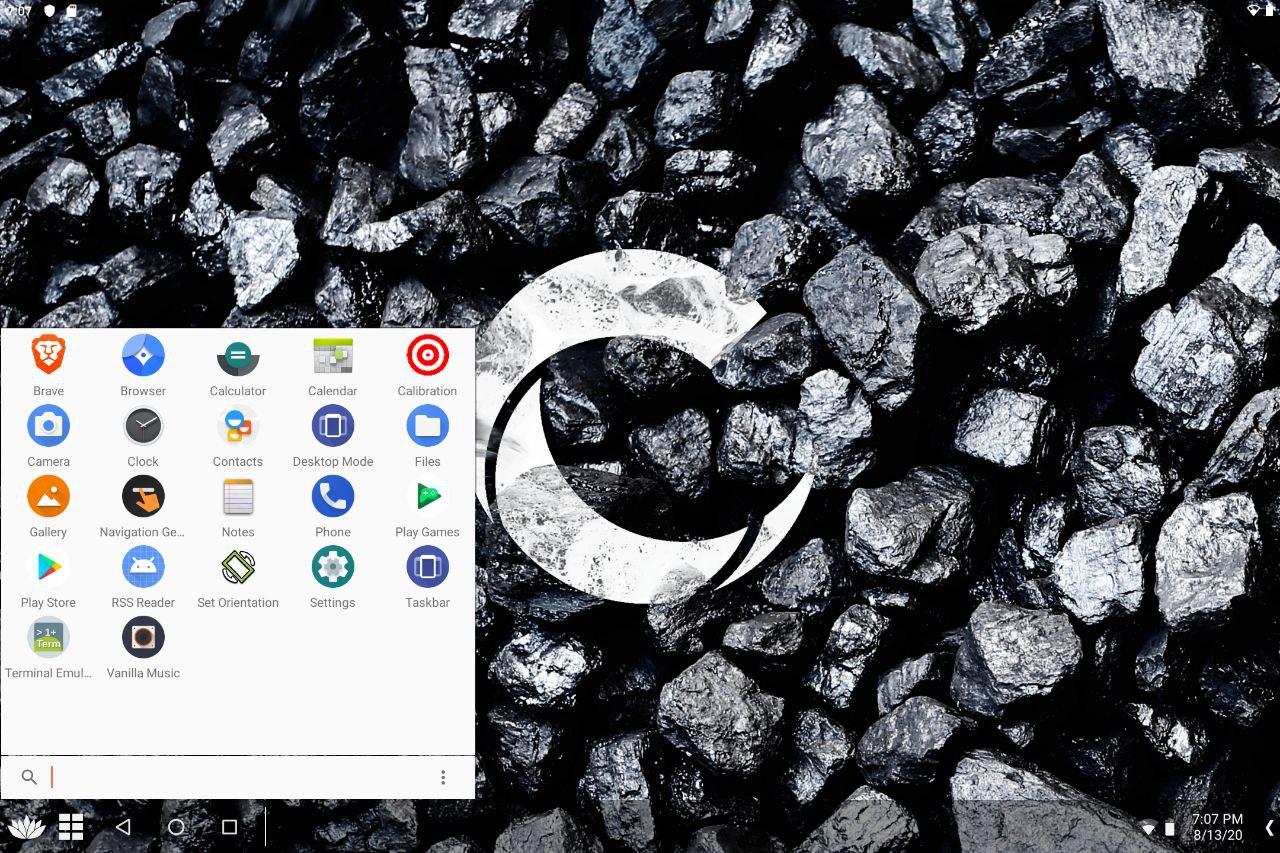 7:07
Brave
Browser
Calculator
Calendar
Calibration
Camera
Clock
Contacts
Desktop Mode
Files
Gallery
Navigation Ge...
Notes
Phone
Play Games
Play Store
RSS Reader
Set Orientation
Settings
Taskbar
> 1+
Term
Terminal Emul...
Vanilla Music
7:07 PM
8/13/20